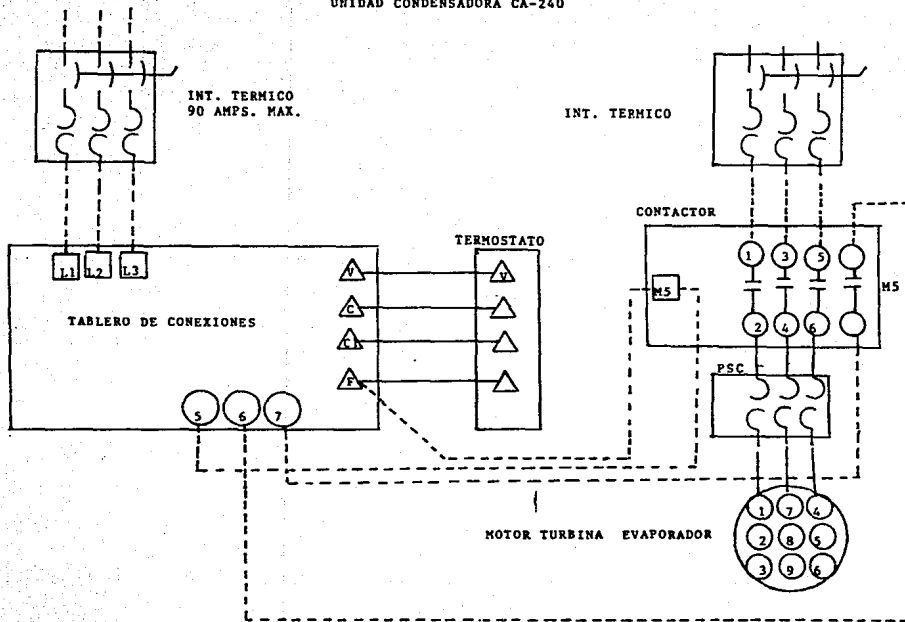 UNIDAD CONDENSADORA CA-240
INT. TERMICO
90 AMPS. MAX.
INT. TERMICO
CONTACTOR
TERMOSTATO
L1 L2 L3
V V
1 3 5
M5 M5
C
TABLERO DE CONEXIONES
C1
2 4 6
F
PSC
5 6 7
MOTOR TURBINA EVAPORADOR
1 7 4
2 8 5
3 9 6